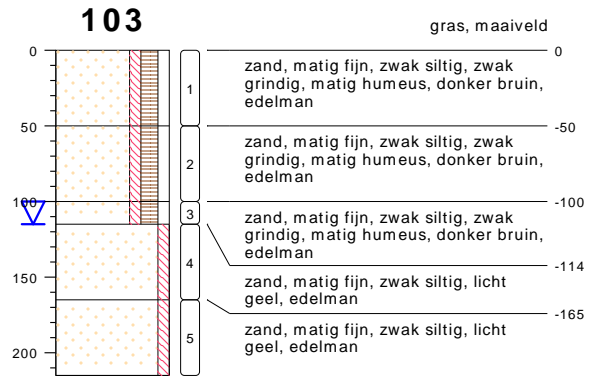 103
gras, maaiveld
0
0
zand, matig fijn, zwak siltig, zwak
grindig, matig humeus, donker bruin,
edelman
1
50
-50
zand, matig fijn, zwak siltig, zwak
grindig, matig humeus, donker bruin,
edelman
2
100
-100
3
zand, matig fijn, zwak siltig, zwak
grindig, matig humeus, donker bruin,
edelman
-114
4
150
zand, matig fijn, zwak siltig, licht
geel, edelman
-165
zand, matig fijn, zwak siltig, licht
geel, edelman
5
200